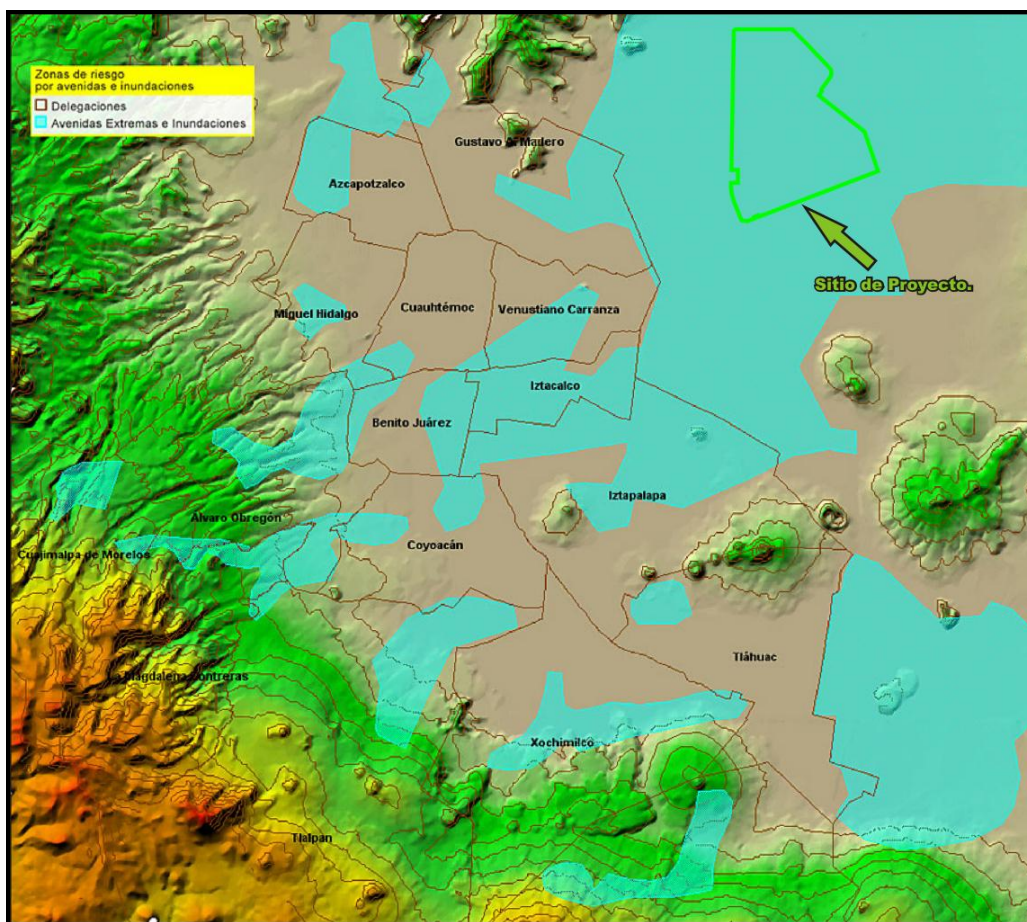 Zonas de riesgo
por avenidas e inundaciones
Delegaciones
Avenidas Extremas e Inundaciones
Gustavo A. Madero
Azcapotzalco
Sitio de Proyecto.
Miguel Hidalgo
Cuauhtémoc
Venustiano Carranza
Iztacalco
Benito Juárez
Iztapalapa
Álvaro Obregón
Coyoacán
Cuajimalpa de Morelos
Tláhuac
Magdalena Contreras
Xochimilco
Tlalpan